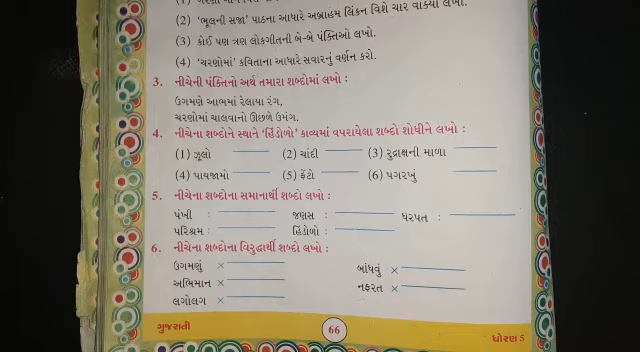 (2) 'ભૂલની સજા' પાઠના આધારે અબ્રાહમ લિંકન વિશે ચાર વાક્યો લખો.
(3) કોઈ પણ ત્રણ લોકગીતની બે-બે પંક્તિઓ લખો.
(4) 'ચરણોમાં' કવિતાના આધારે સવારનું વર્ણન કરો.
3. નીચેની પંક્તિનો અર્થ તમારા શબ્દોમાં લખો :
ઉગમણે આભમાં રેલાયા રંગ,
ચરણોમાં ચાલવાનો ઊછળે ઉમંગ.
4. નીચેના શબ્દોને સ્થાને 'હિંડોળો' કાવ્યમાં વપરાયેલા શબ્દો શોધીને લખો :
(1) ઝૂલો (2) ચાંદી (3) રુદ્રાક્ષની માળા
(4) પાયજામો (5) ફેંટો (6) પગરખું
5. નીચેના શબ્દોના સમાનાર્થી શબ્દો લખો :
પંખી : જણસ : ધરપત :
પરિશ્રમ : હિંડોળો :
6. નીચેના શબ્દોના વિરુદ્ધાર્થી શબ્દો લખો :
ઉગમણું × બાંધવું ×
અભિમાન × નફરત ×
લગોલગ ×
ગુજરાતી 66 ધોરણ 5